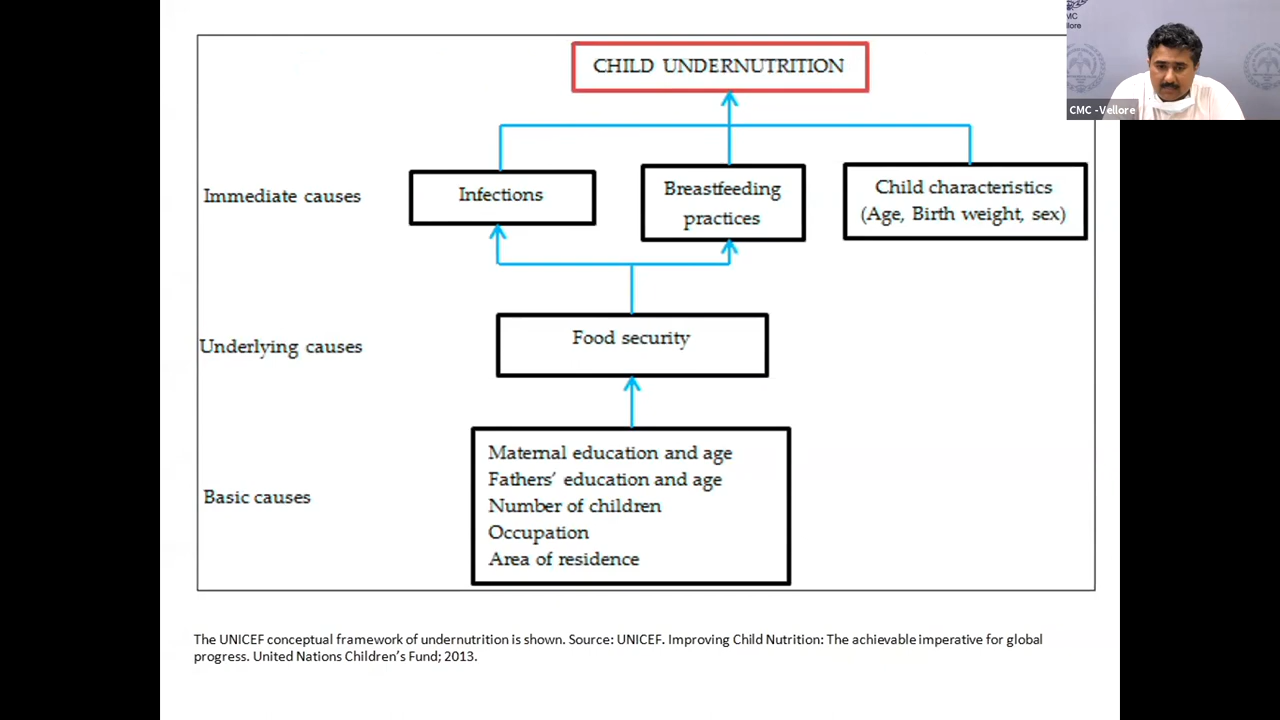 MC
lore
CMC -Vellore
CHILD UNDERNUTRITION
Immediate causes
Infections
Breastfeeding
practices
Child characteristics
(Age, Birth weight, sex)
Underlying causes
Food security
Basic causes
Maternal education and age
Fathers’ education and age
Number of children
Occupation
Area of residence
The UNICEF conceptual framework of undernutrition is shown. Source: UNICEF. Improving Child Nutrition: The achievable imperative for global
progress. United Nations Children’s Fund; 2013.